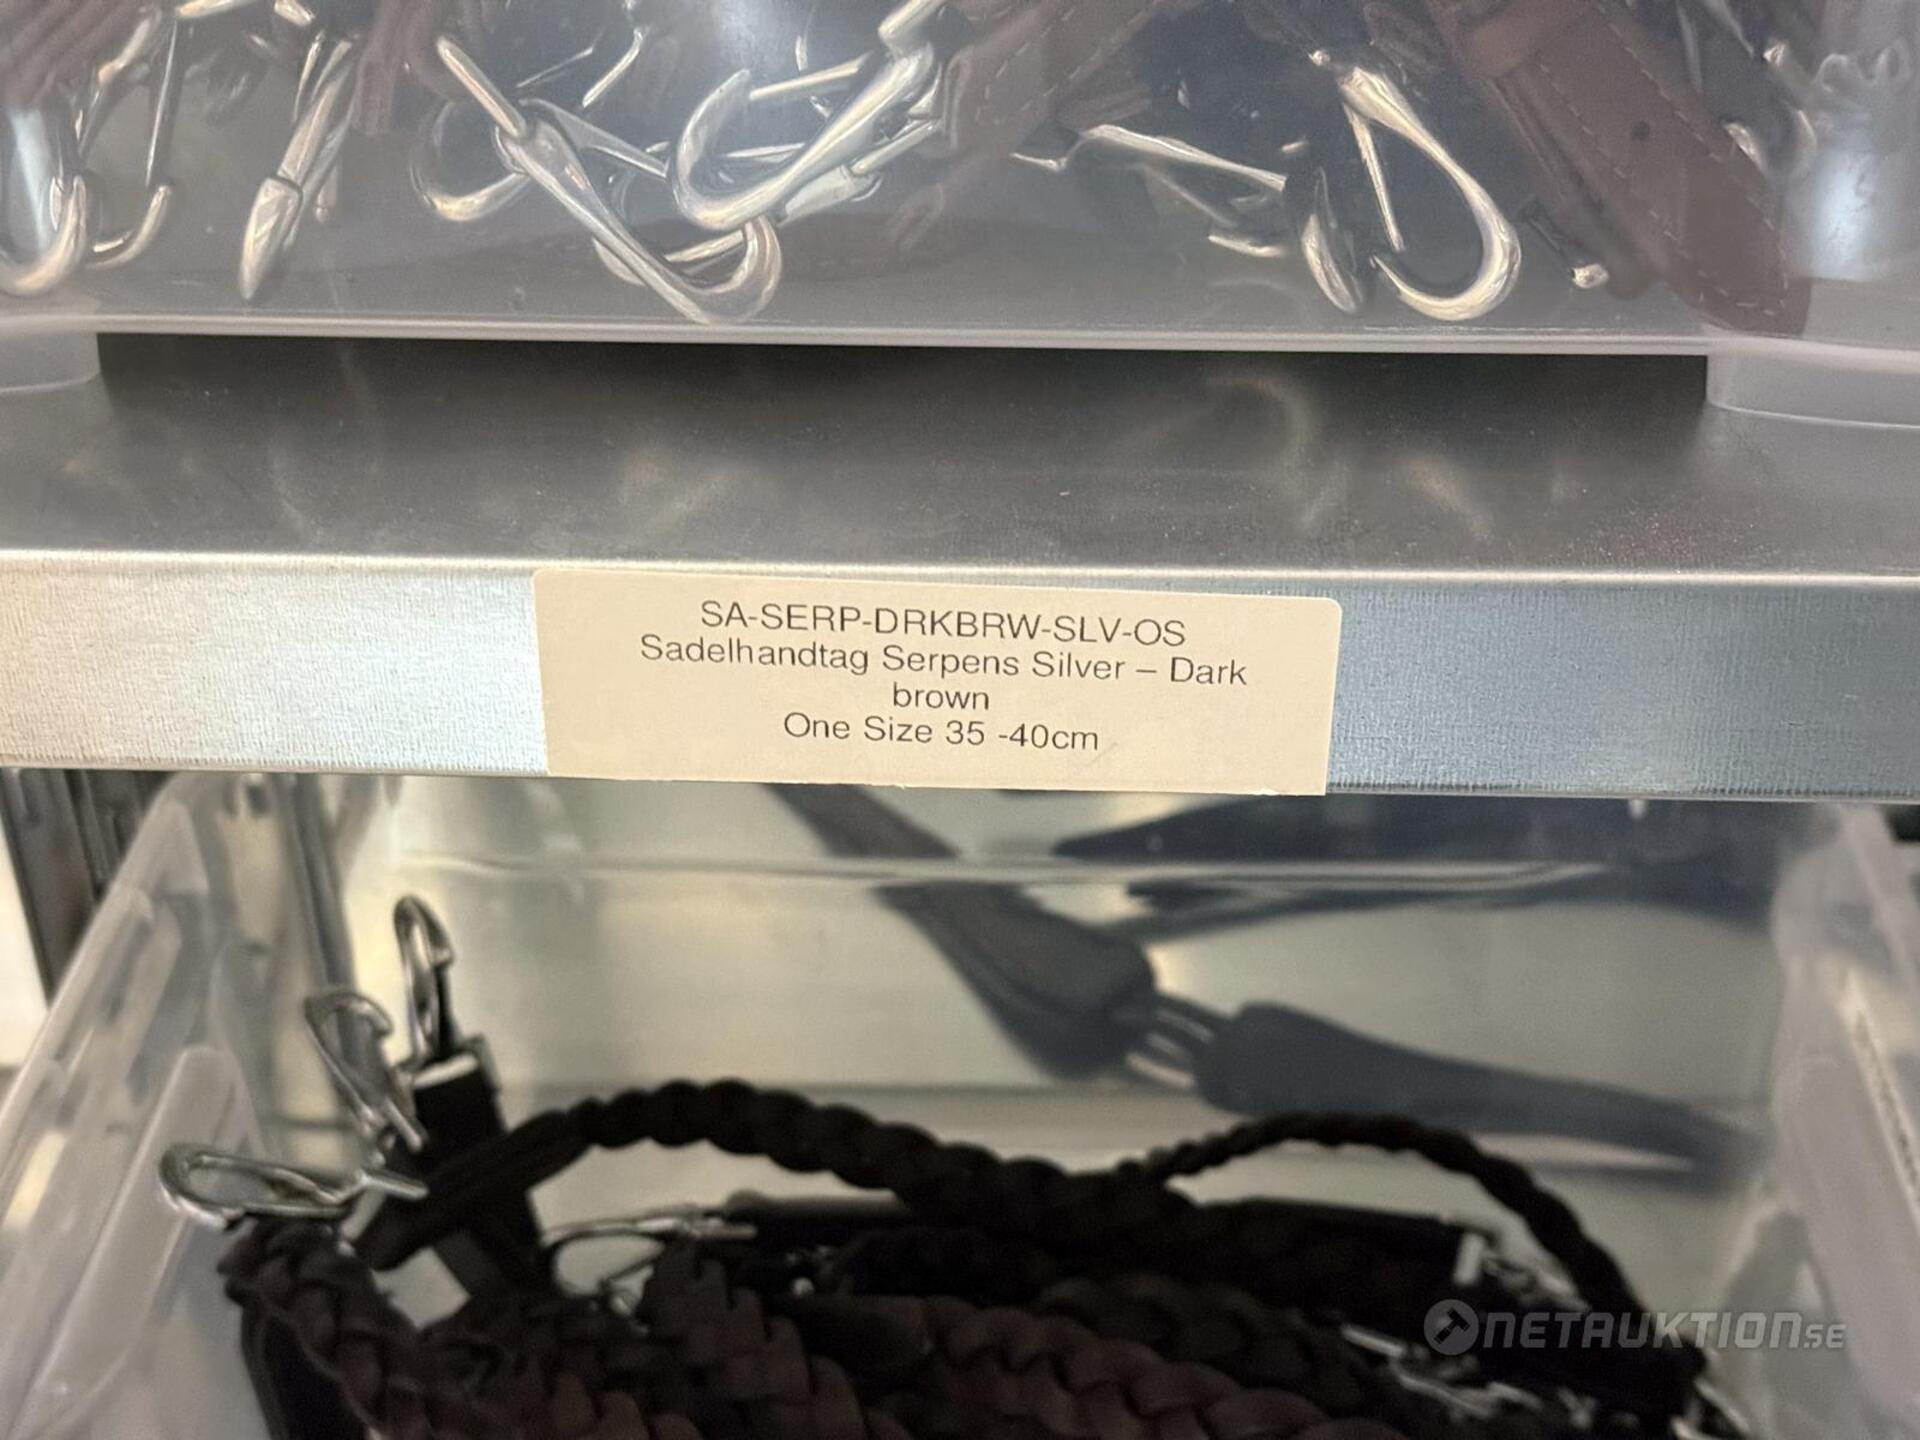 SA-SERP-DRKBRW-SLV-OS
Sadelhandtag Serpens Silver – Dark
brown
One Size 35 -40cm
NETAUKTION.SE